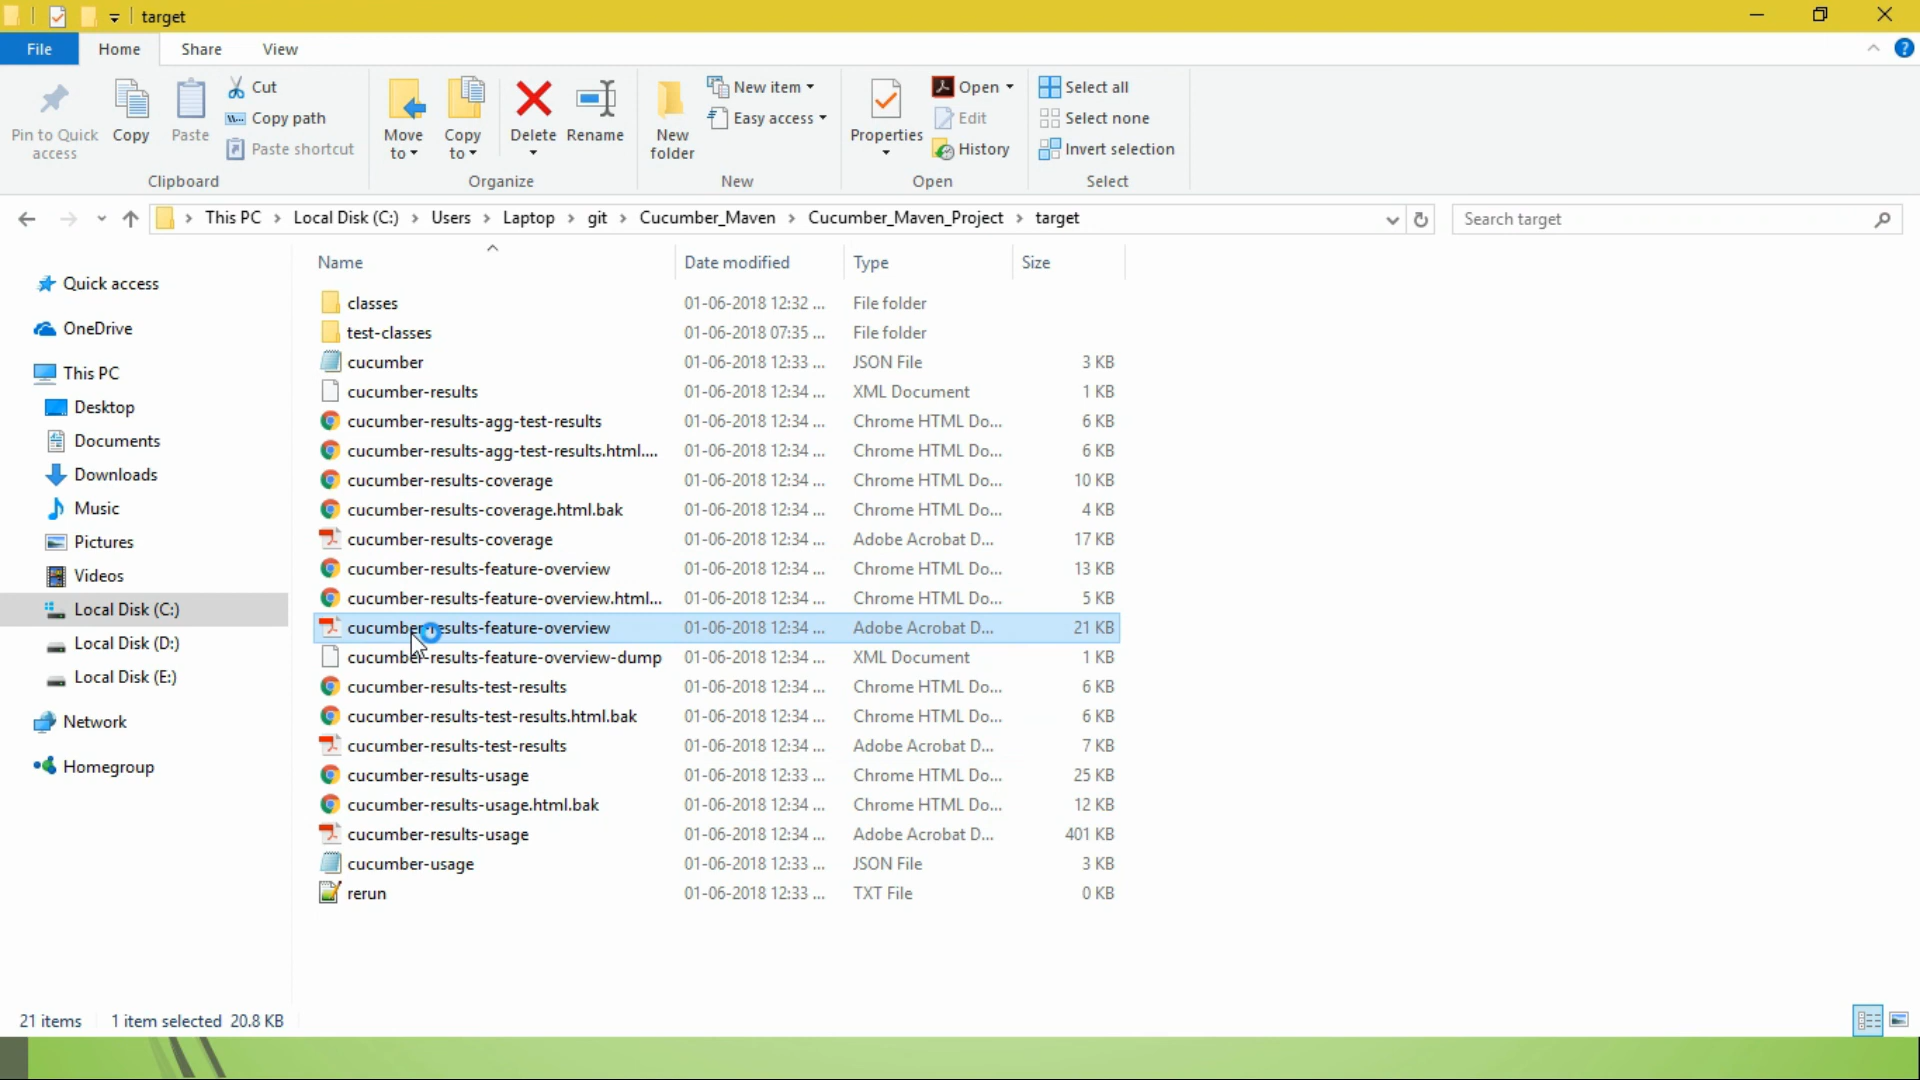 target
File Home Share View
Pin to Quick access
Copy
Paste
Cut
Copy path
Paste shortcut
Clipboard
Move to
Copy to
Delete
Rename
Organize
New folder
New item
Easy access
New
Properties
Open
Edit
History
Open
Select all
Select none
Invert selection
Select
This PC Local Disk (C:) Users Laptop git Cucumber_Maven Cucumber_Maven_Project target
Search target
Quick access
OneDrive
This PC
Desktop
Documents
Downloads
Music
Pictures
Videos
Local Disk (C:)
Local Disk (D:)
Local Disk (E:)
Network
Homegroup
Name Date modified Type Size
classes 01-06-2018 12:32 ... File folder
test-classes 01-06-2018 07:35 ... File folder
cucumber 01-06-2018 12:33 ... JSON File 3 KB
cucumber-results 01-06-2018 12:34 ... XML Document 1 KB
cucumber-results-agg-test-results 01-06-2018 12:34 ... Chrome HTML Do... 6 KB
cucumber-results-agg-test-results.html.... 01-06-2018 12:34 ... Chrome HTML Do... 6 KB
cucumber-results-coverage 01-06-2018 12:34 ... Chrome HTML Do... 10 KB
cucumber-results-coverage.html.bak 01-06-2018 12:34 ... Chrome HTML Do... 4 KB
cucumber-results-coverage 01-06-2018 12:34 ... Adobe Acrobat D... 17 KB
cucumber-results-feature-overview 01-06-2018 12:34 ... Chrome HTML Do... 13 KB
cucumber-results-feature-overview.html... 01-06-2018 12:34 ... Chrome HTML Do... 5 KB
cucumber-results-feature-overview 01-06-2018 12:34 ... Adobe Acrobat D... 21 KB
cucumber-results-feature-overview-dump 01-06-2018 12:34 ... XML Document 1 KB
cucumber-results-test-results 01-06-2018 12:34 ... Chrome HTML Do... 6 KB
cucumber-results-test-results.html.bak 01-06-2018 12:34 ... Chrome HTML Do... 6 KB
cucumber-results-test-results 01-06-2018 12:34 ... Adobe Acrobat D... 7 KB
cucumber-results-usage 01-06-2018 12:33 ... Chrome HTML Do... 25 KB
cucumber-results-usage.html.bak 01-06-2018 12:34 ... Chrome HTML Do... 12 KB
cucumber-results-usage 01-06-2018 12:34 ... Adobe Acrobat D... 401 KB
cucumber-usage 01-06-2018 12:33 ... JSON File 3 KB
rerun 01-06-2018 12:33 ... TXT File 0 KB
21 items 1 item selected 20.8 KB